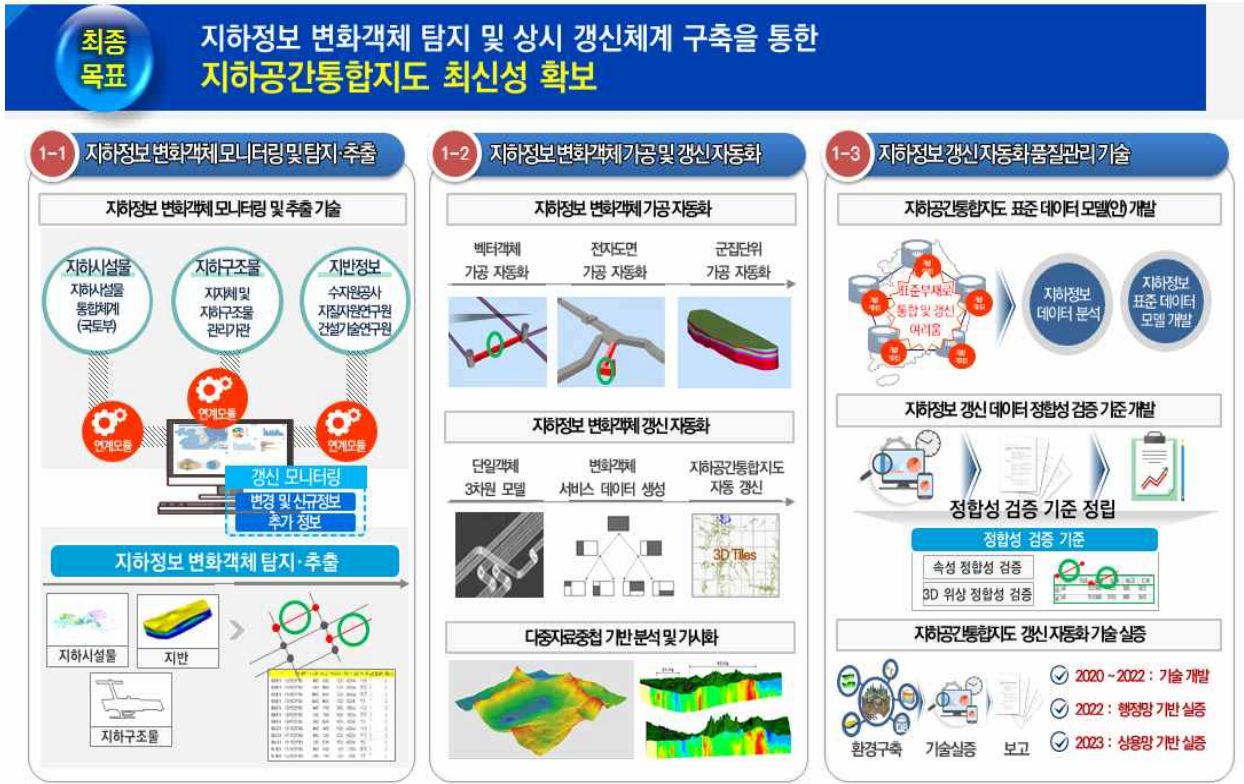 최종
목표
지하정보 변화객체 탐지 및 상시 갱신체계 구축을 통한
지하공간통합지도 최신성 확보
1-1 지하정보 변화객체 모니터링 및 탐지·추출
지하정보 변화객체 모니터링 및 추출 기술
지하시설물
지하시설물
통합체계
(국토부)
지하구조물
지자체 및
지하구조물
관리기관
지반정보
수자원공사
지질자원연구원
건설기술연구원
연계모듈
연계모듈
연계모듈
갱신 모니터링
변경 및 신규정보
추가 정보
지하정보 변화객체 탐지·추출
지하시설물
지반
지하구조물
1-2 지하정보 변화객체 가공 및 갱신 자동화
지하정보 변화객체 가공 자동화
벡터객체
가공 자동화
전자도면
가공 자동화
군집단위
가공 자동화
지하정보 변화객체 갱신 자동화
단일객체
3차원 모델
변화객체
서비스 데이터 생성
지하공간통합지도
자동 갱신
3D Tiles
다중자료중첩 기반 분석 및 가시화
1-3 지하정보 갱신 자동화 품질관리 기술
지하공간통합지도 표준 데이터 모델(안) 개발
표준부재로
통합 및 갱신
여려움
지하정보
데이터 분석
지하정보
표준 데이터
모델 개발
지하정보 갱신 데이터 정합성 검증 기준 개발
정합성 검증 기준 정립
정합성 검증 기준
속성 정합성 검증
3D 위상 정합성 검증
지하공간통합지도 갱신 자동화 기술 실증
환경구축
기술실증
보고
2020 ~ 2022 : 기술 개발
2022 : 행정망 기반 실증
2023 : 상용망 기반 실증